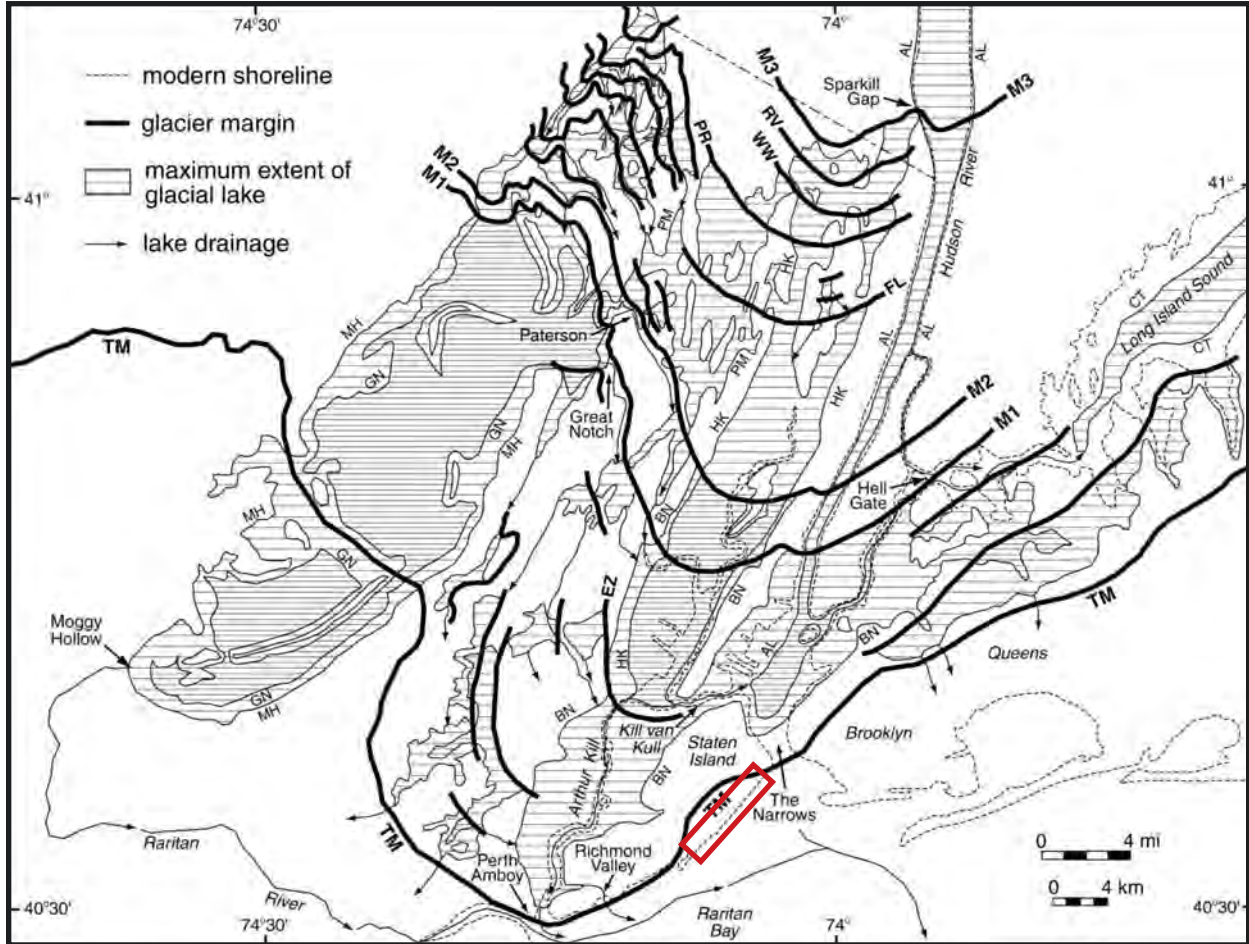 74°30'
74°
modern shoreline
glacier margin
maximum extent of
glacial lake
lake drainage
AL
AL
M3
Sparkill
Gap
M3
RV
WW
PR
River
Hudson
M2
M1
41°
41°
PM
HK
FL
CT
Long Island Sound
CT
MH
GN
Paterson
TM
AL
AL
PM
HK
HK
Great
Notch
GN
MH
M2
M1
Hell
Gate
MH
GN
BN
BN
EZ
TM
Moggy
Hollow
HK
AL
BN
Queens
GN
MH
BN
Kill van
Kull
Staten
Island
Brooklyn
Arthur Kill
BN
TM
The
Narrows
Raritan
TM
Perth
Amboy
Richmond
Valley
0 4 mi
0 4 km
River
Raritan
Bay
40°30'
74°30'
74°
40°30'